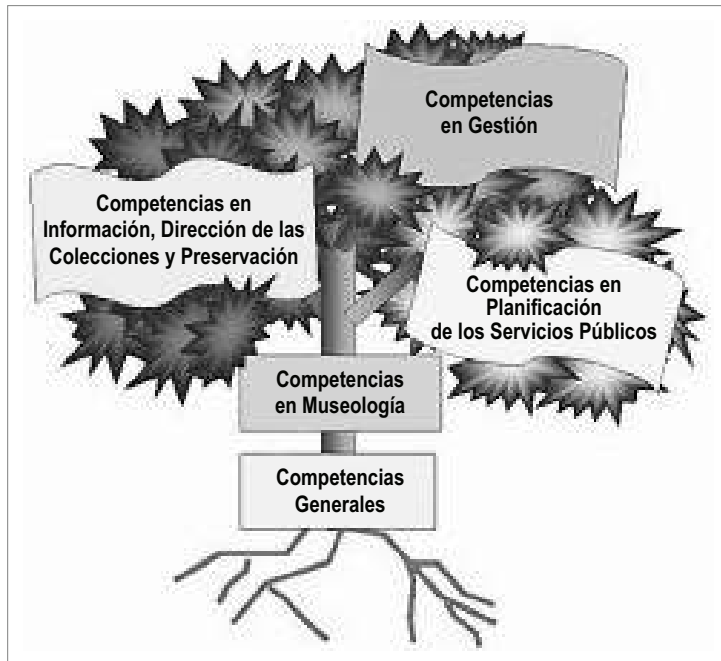 Competencias
en Gestión
Competencias en
Información, Dirección de las
Colecciones y Preservación
Competencias en
Planificación
de los Servicios Públicos
Competencias
en Museología
Competencias
Generales